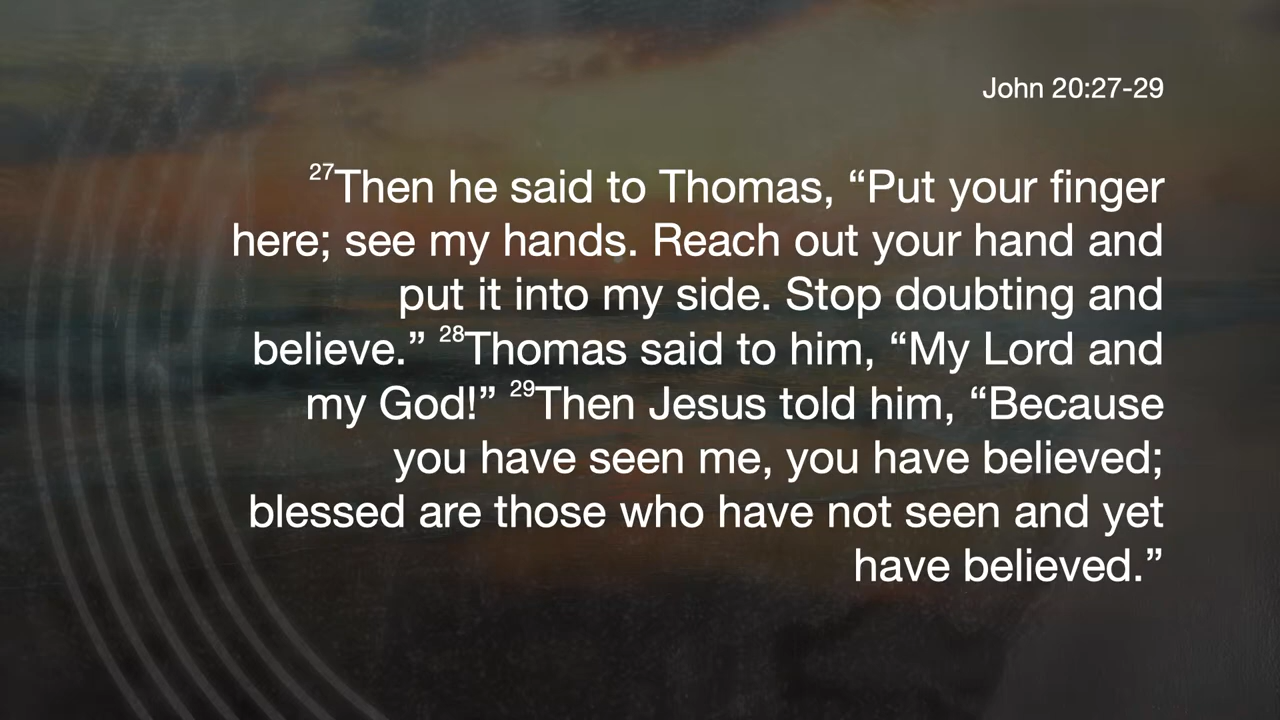 John 20:27-29
27Then he said to Thomas, “Put your finger
here; see my hands. Reach out your hand and
put it into my side. Stop doubting and
believe.” 28Thomas said to him, “My Lord and
my God!” 29Then Jesus told him, “Because
you have seen me, you have believed;
blessed are those who have not seen and yet
have believed.”